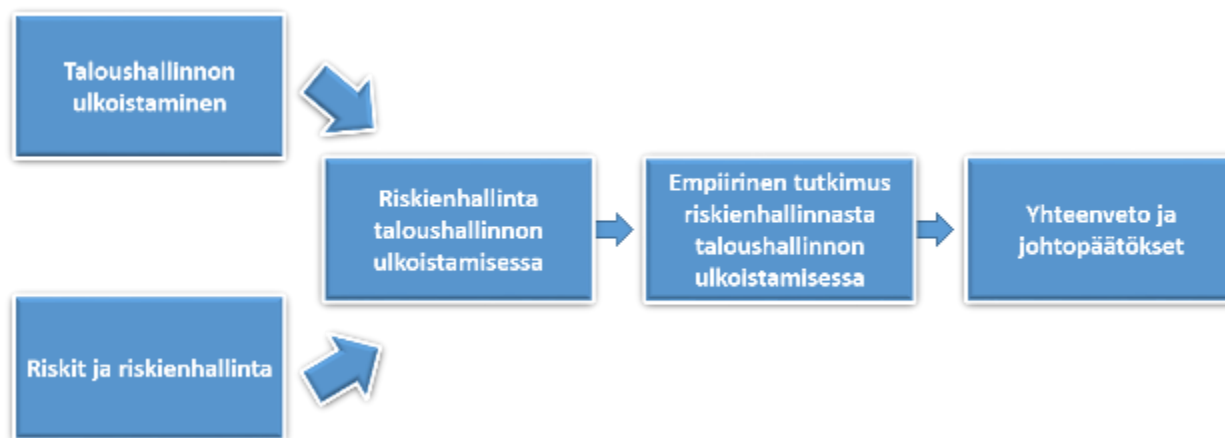 Taloushallinnon
ulkoistaminen
Riskit ja riskienhallinta
Riskienhallinta
taloushallinnon
ulkoistamisessa
Empiirinen tutkimus
riskienhallinnasta
taloushallinnon
ulkoistamisessa
Yhteenveto ja
johtopäätökset